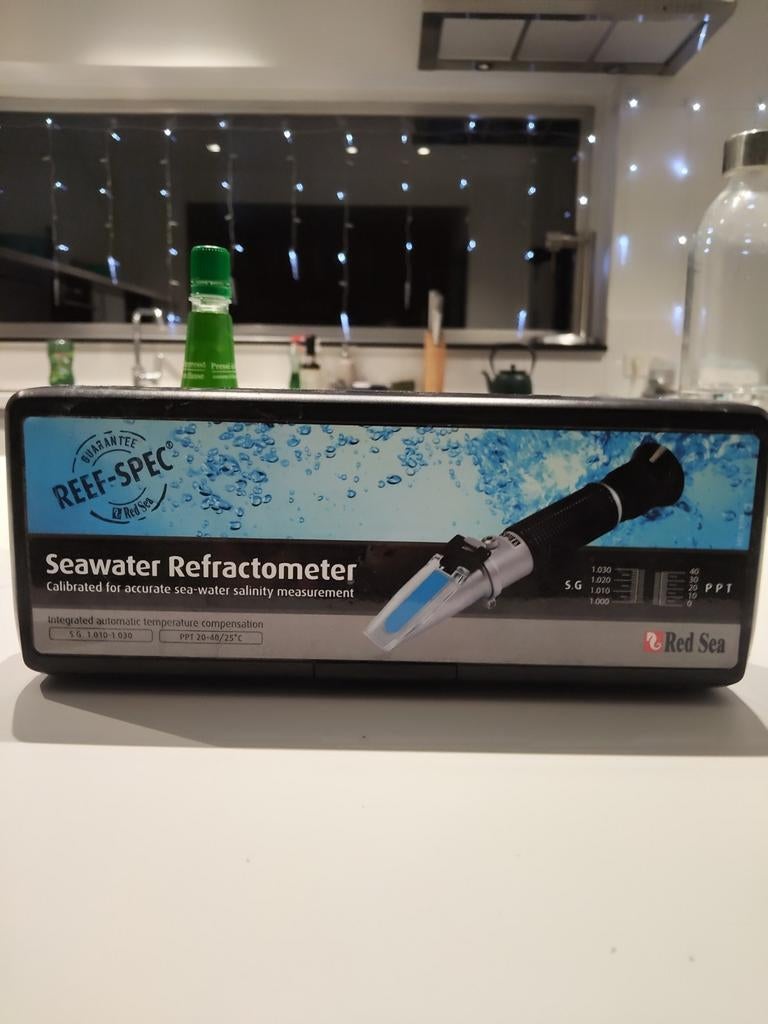 Pressed
GUARANTEE
REEF-SPEC®
Red Sea
Seawater Refractometer
Calibrated for accurate sea-water salinity measurement
Integrated automatic temperature compensation
S.G. 1.010-1.030
PPT 20-40/25°C
S.G
1.030
1.020
1.010
1.000
40
30
20
10
0
PPT
Red Sea